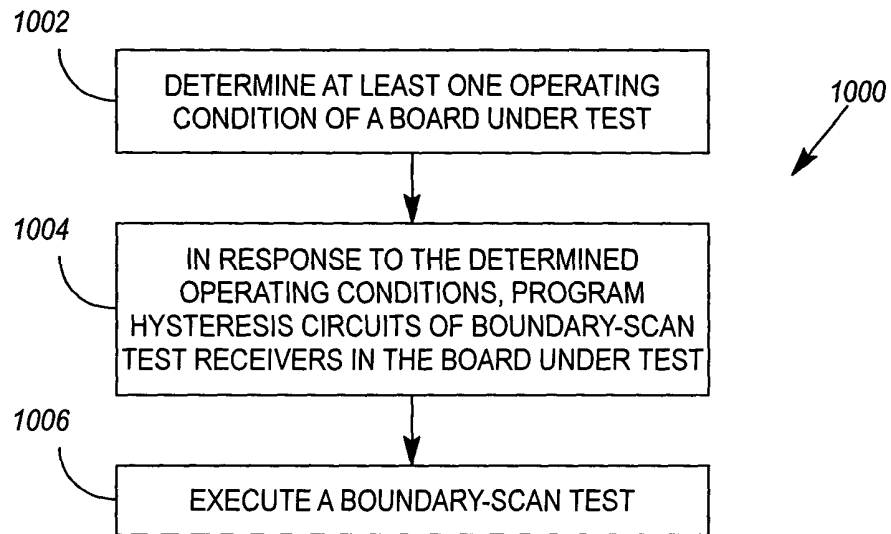 1002
DETERMINE AT LEAST ONE OPERATING
CONDITION OF A BOARD UNDER TEST
1000
1004
IN RESPONSE TO THE DETERMINED
OPERATING CONDITIONS, PROGRAM
HYSTERESIS CIRCUITS OF BOUNDARY-SCAN
TEST RECEIVERS IN THE BOARD UNDER TEST
1006
EXECUTE A BOUNDARY-SCAN TEST